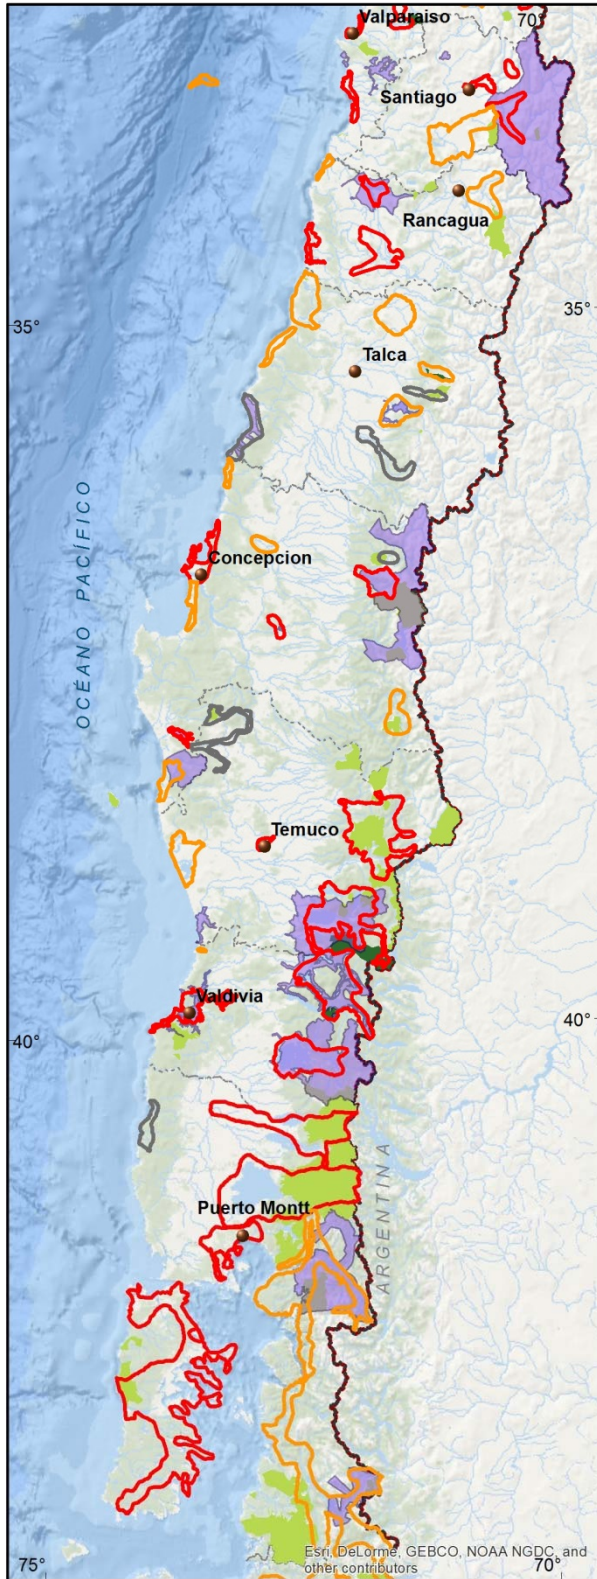 Valparaiso
70°
Santiago
Rancagua
35°
35°
Talca
OCÉANO PACÍFICO
Concepcion
Temuco
Valdivia
40°
40°
Puerto Montt
ARGENTINA
Esri, DeLorme, GEBCO, NOAA NGDC, and
other contributors
75°
70°